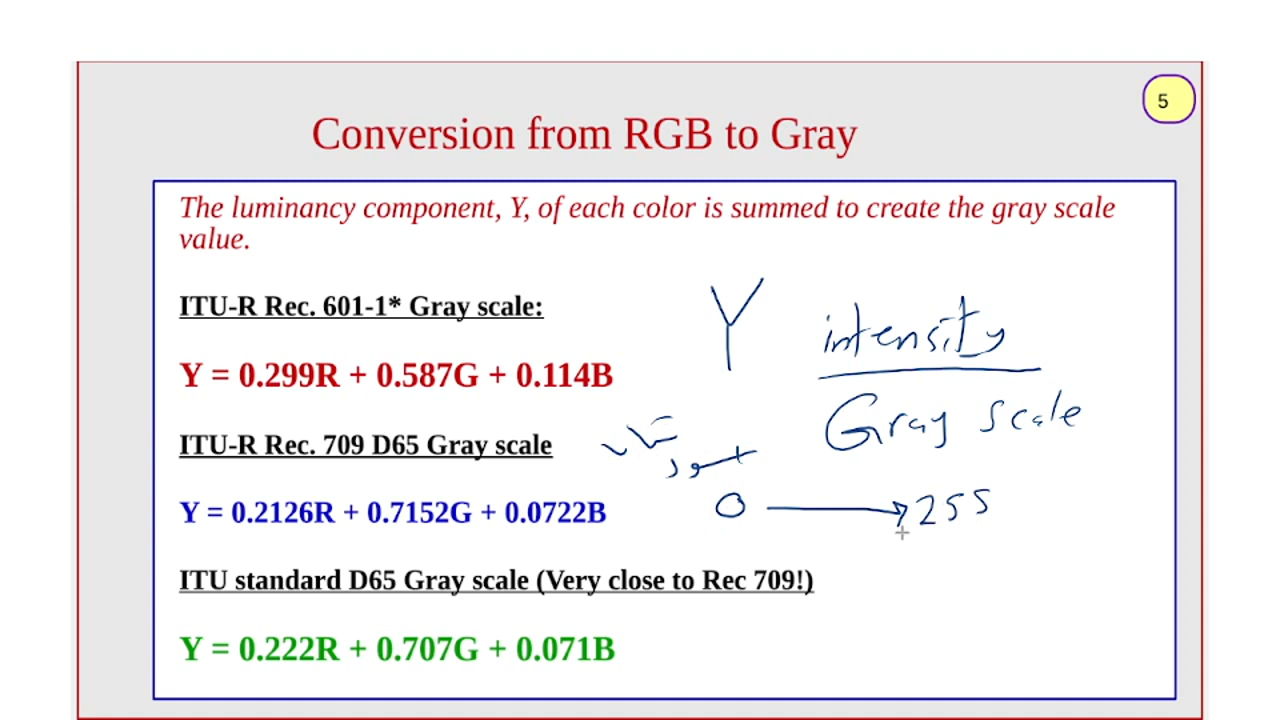 5
Conversion from RGB to Gray
The luminancy component, Y, of each color is summed to create the gray scale
value.
ITU-R Rec. 601-1* Gray scale:
Y
intensity
Y = 0.299R + 0.587G + 0.114B
Gray scale
ITU-R Rec. 709 D65 Gray scale
Y = 0.2126R + 0.7152G + 0.0722B
0 → 255
ITU standard D65 Gray scale (Very close to Rec 709!)
Y = 0.222R + 0.707G + 0.071B